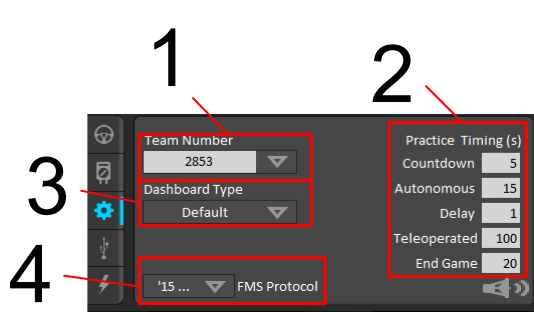 1
2
3
4
Team Number
2853
Dashboard Type
Default
'15 ... FMS Protocol
Practice Timing (s)
Countdown 5
Autonomous 15
Delay 1
Teleoperated 100
End Game 20